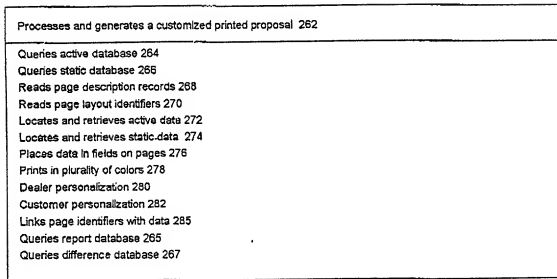 Processes and generates a customized printed proposal 262
Queries active database 264
Queries static database 266
Reads page description records 268
Reads page layout identifiers 270
Locates and retrieves active data 272
Locates and retrieves static-data 274
Places data in fields on pages 276
Prints in plurality of colors 278
Dealer personalization 280
Customer personalization 282
Links page identifiers with data 285
Queries report database 265
Queries difference database 267